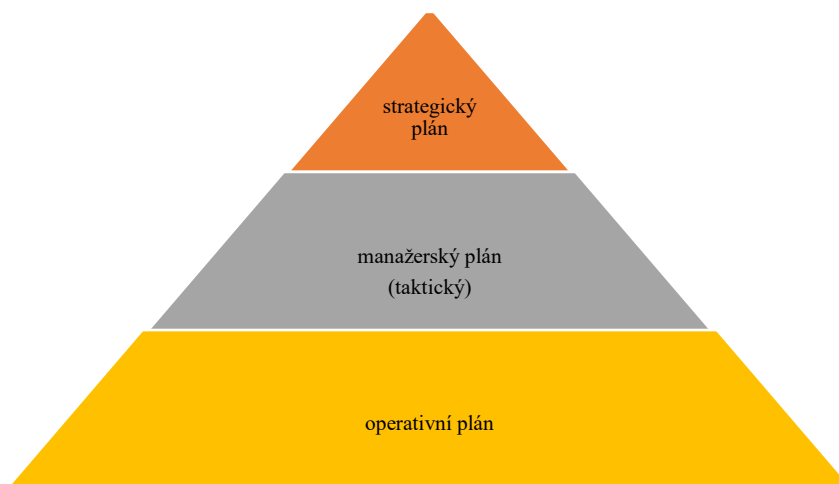 strategický
plán
manažerský plán
(taktický)
operativní plán